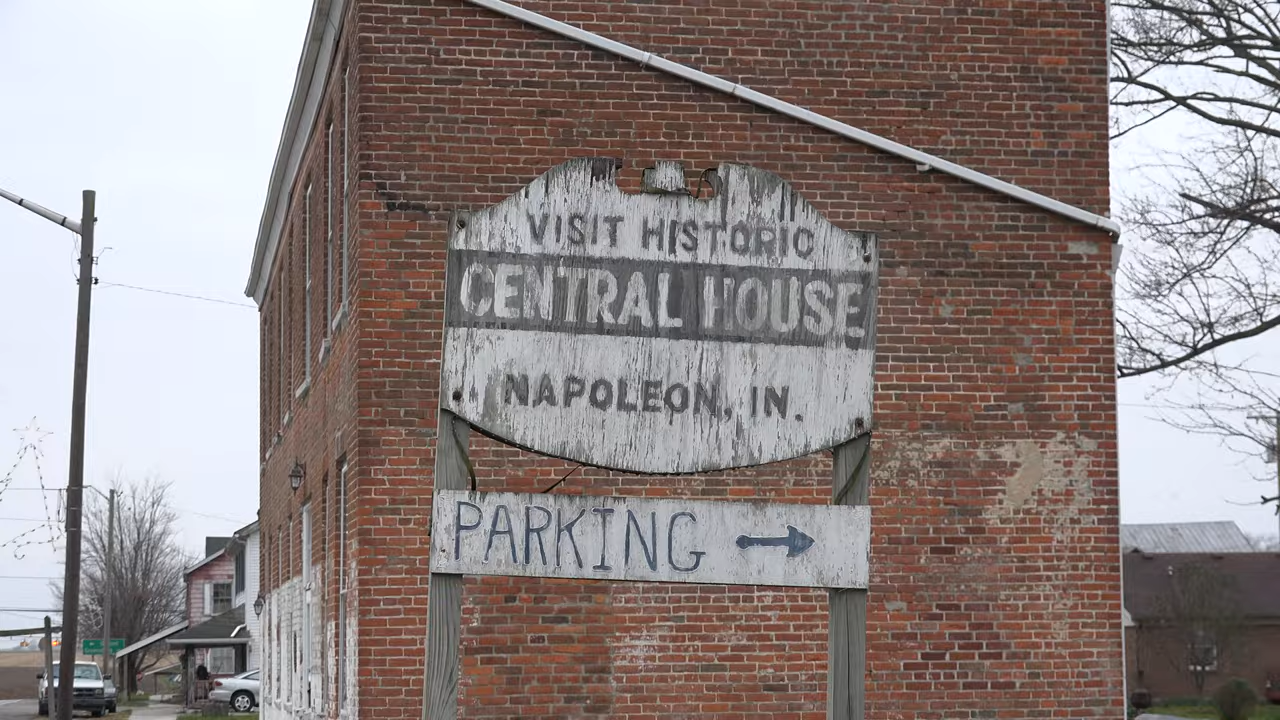 VISIT HISTORIC
CENTRAL HOUSE
NAPOLEON, IN.
PARKING